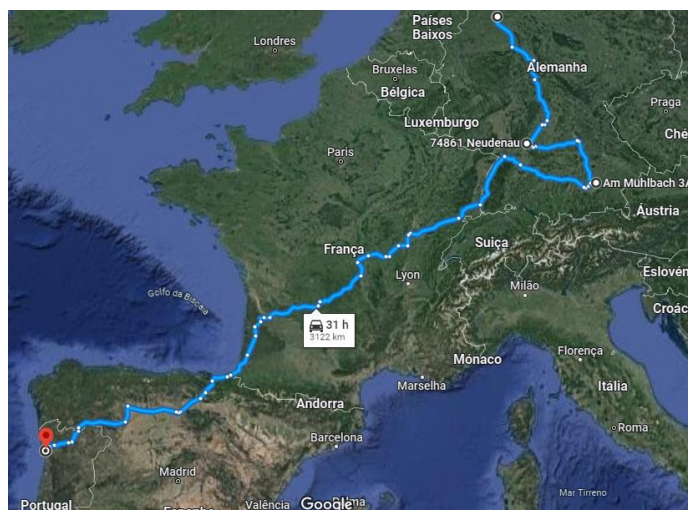 Países
Baixos
Londres
Alemanha
Bruxelas
Bélgica
Praga
Luxemburgo
Ché
74861 Neudenau
Paris
Am Mühlbach 3A
Áustria
França
Suíça
Eslovên
Lyon
Golfo da Biscaia
Milão
Croác
31 h
3122 km
Mónaco
Florença
Marselha
Itália
Andorra
Roma
Barcelona
Madrid
Portugal
Valência
Google
Mar Tirreno